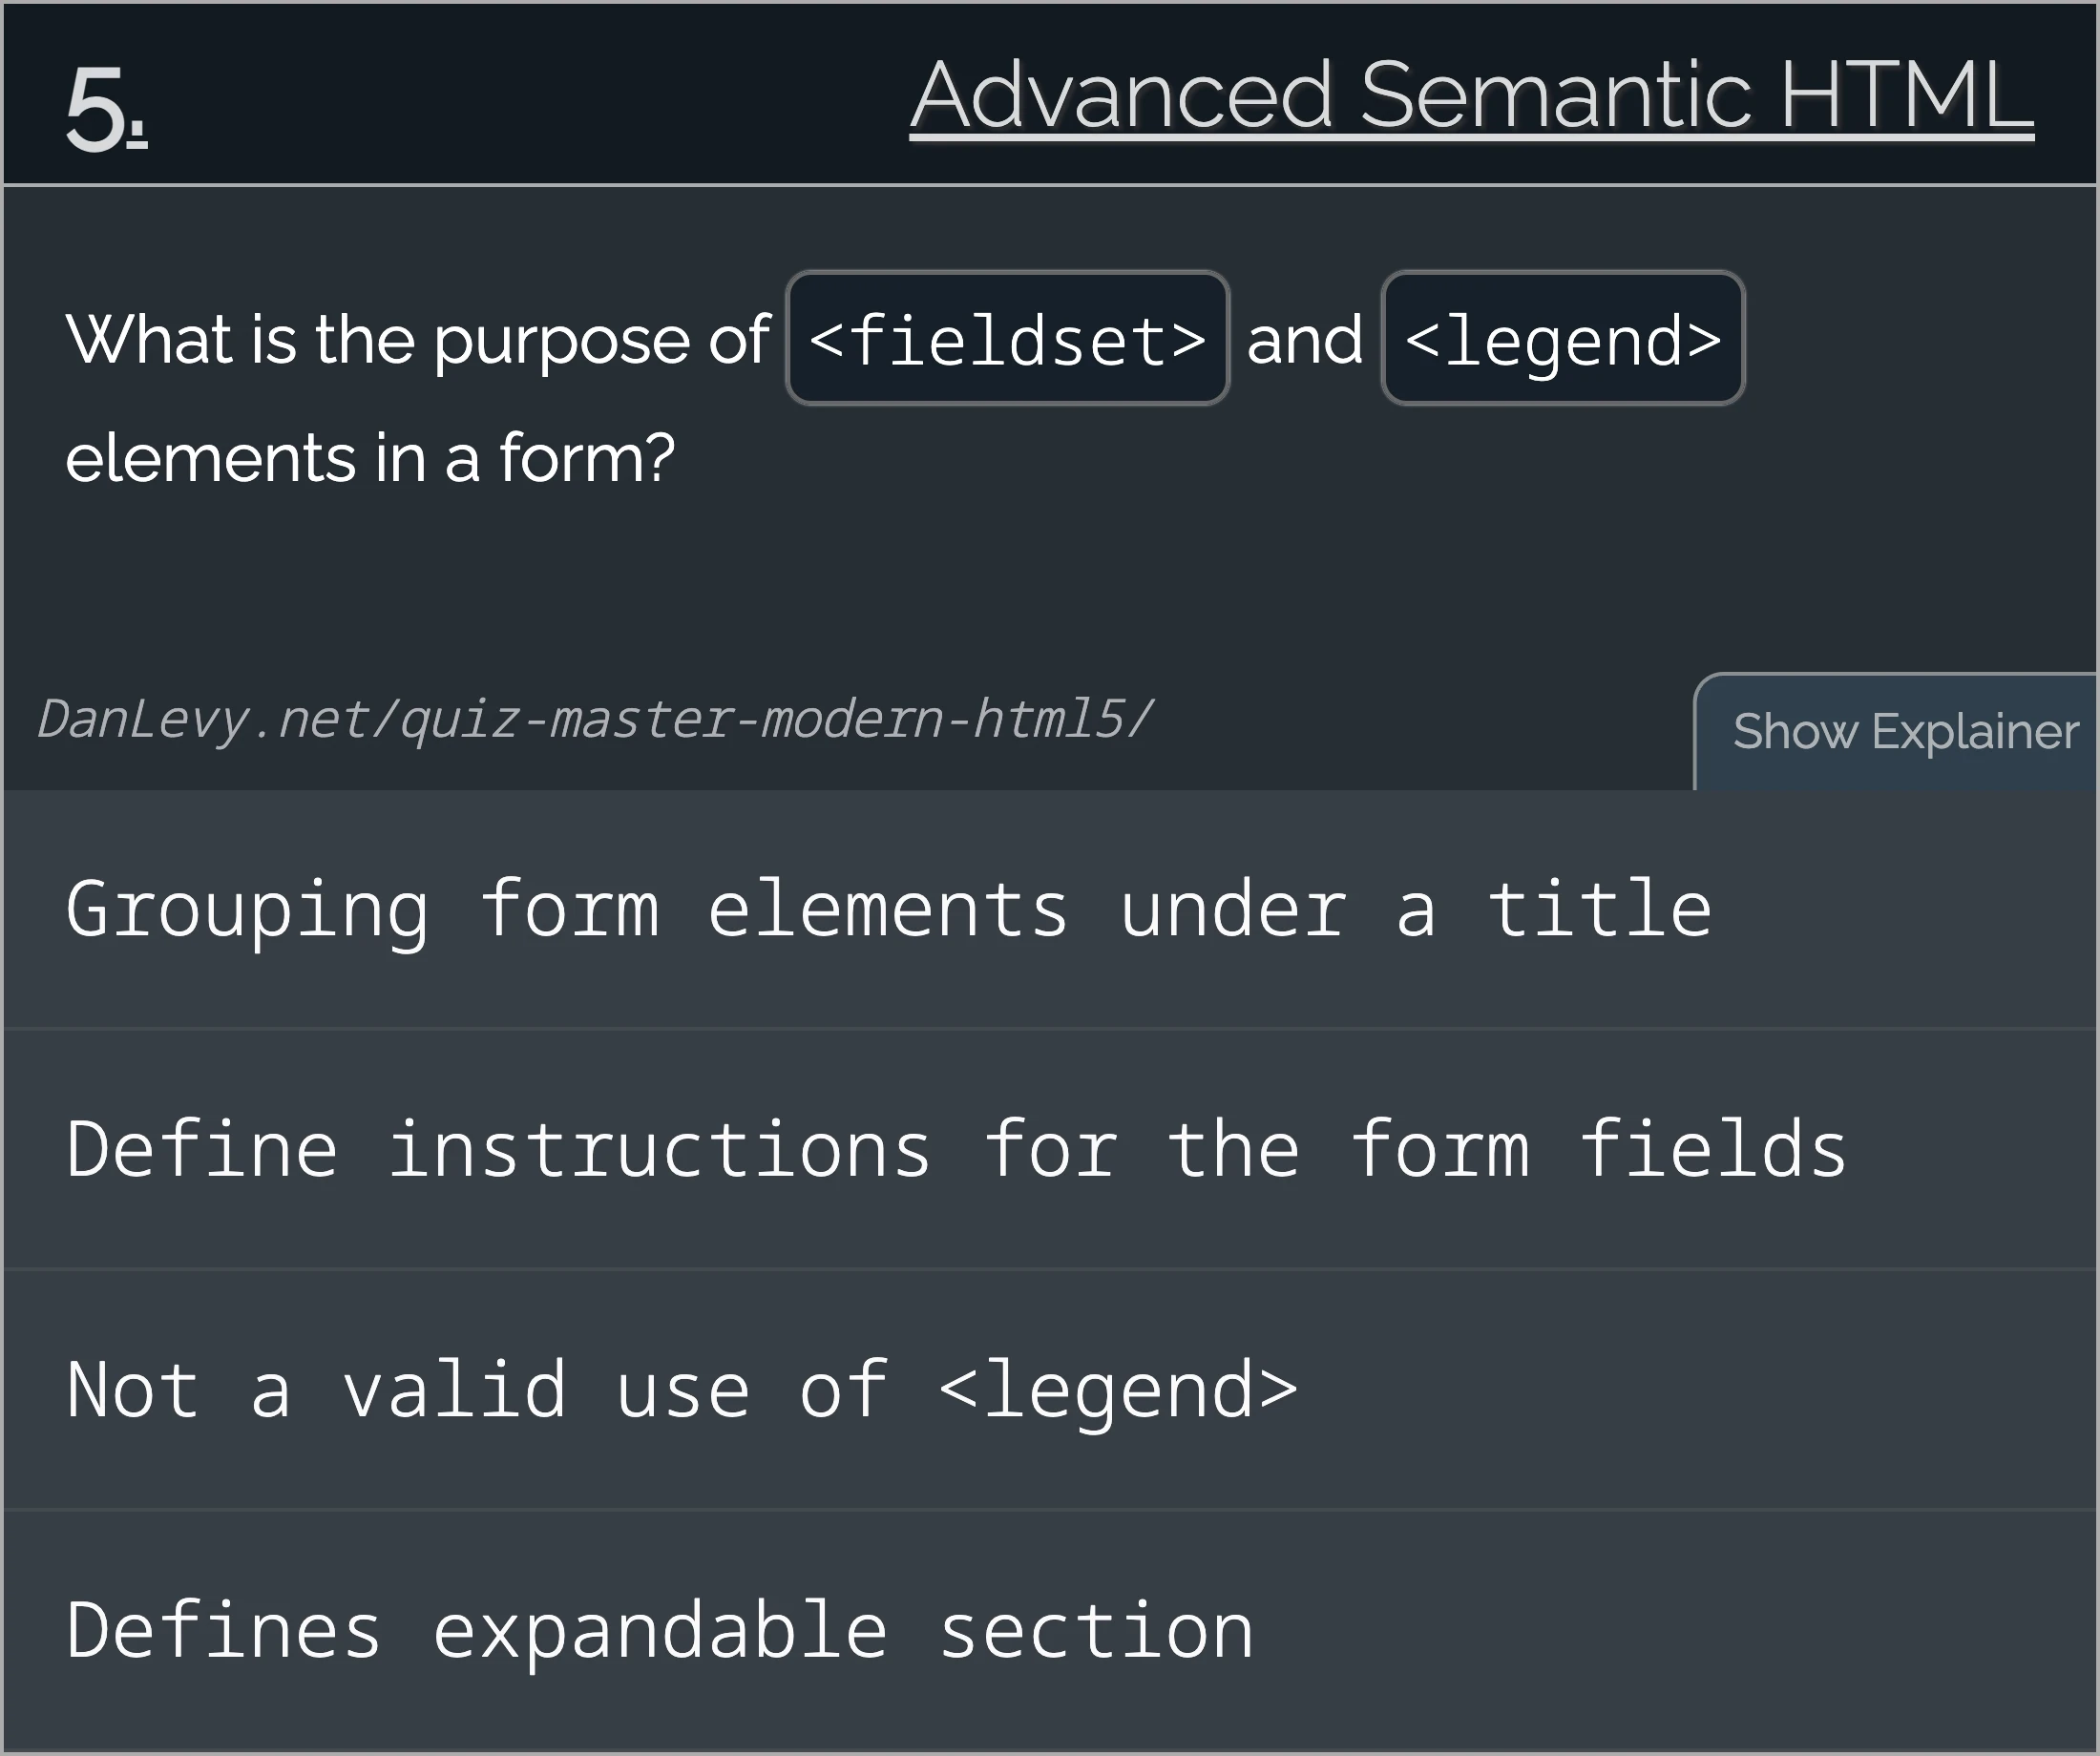 5.
Advanced Semantic HTML
What is the purpose of <fieldset> and <legend>
elements in a form?
DanLevy.net/quiz-master-modern-html5/
Show Explainer
Grouping form elements under a title
Define instructions for the form fields
Not a valid use of <legend>
Defines expandable section